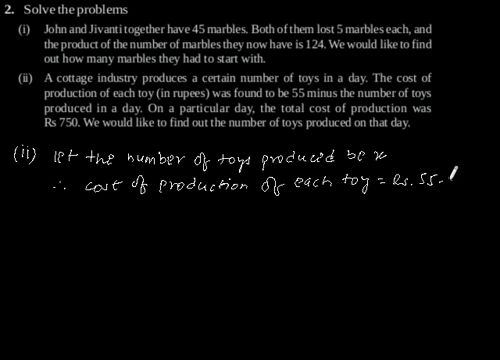 2. Solve the problems
(i) John and Jivanti together have 45 marbles. Both of them lost 5 marbles each, and
the product of the number of marbles they now have is 124. We would like to find
out how many marbles they had to start with.
(ii) A cottage industry produces a certain number of toys in a day. The cost of
production of each toy (in rupees) was found to be 55 minus the number of toys
produced in a day. On a particular day, the total cost of production was
Rs 750. We would like to find out the number of toys produced on that day.
(ii) let the number of toys produced be x
∴ cost of production of each toy = Rs. 55 -